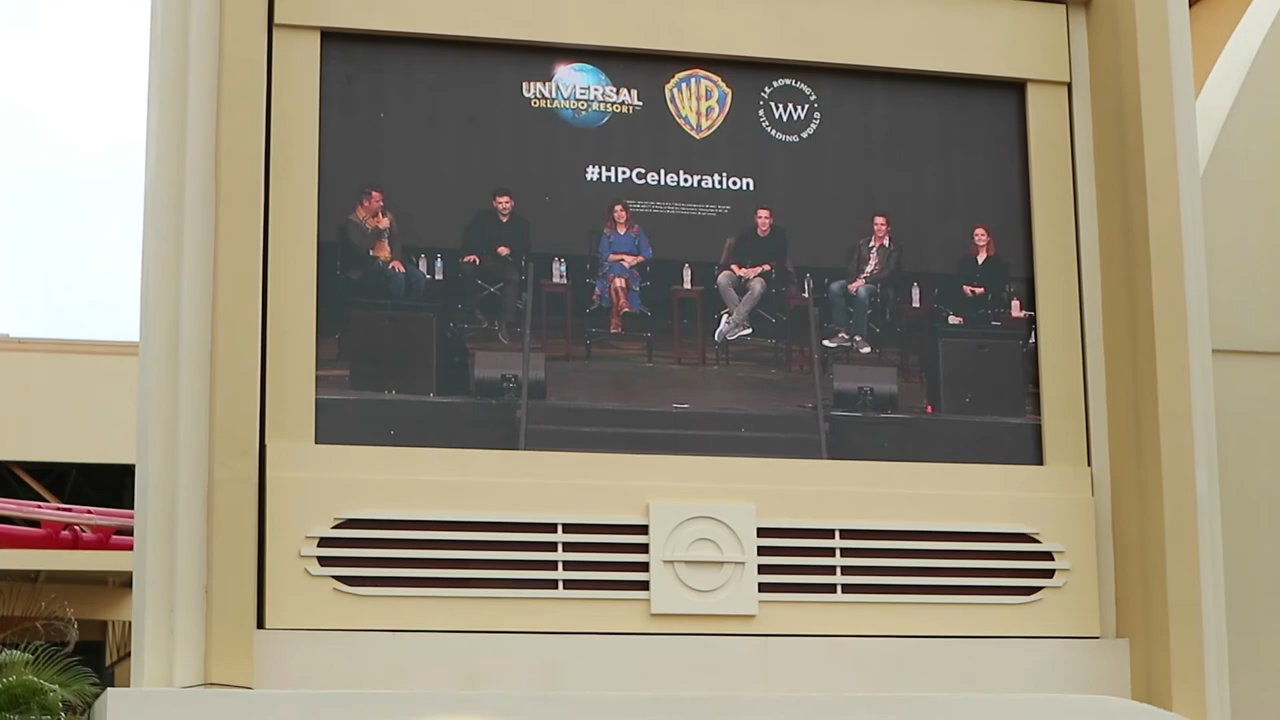 UNIVERSAL
ORLANDO RESORT
WB
J.K. ROWLING'S
WW
WIZARDING WORLD
#HPCelebration